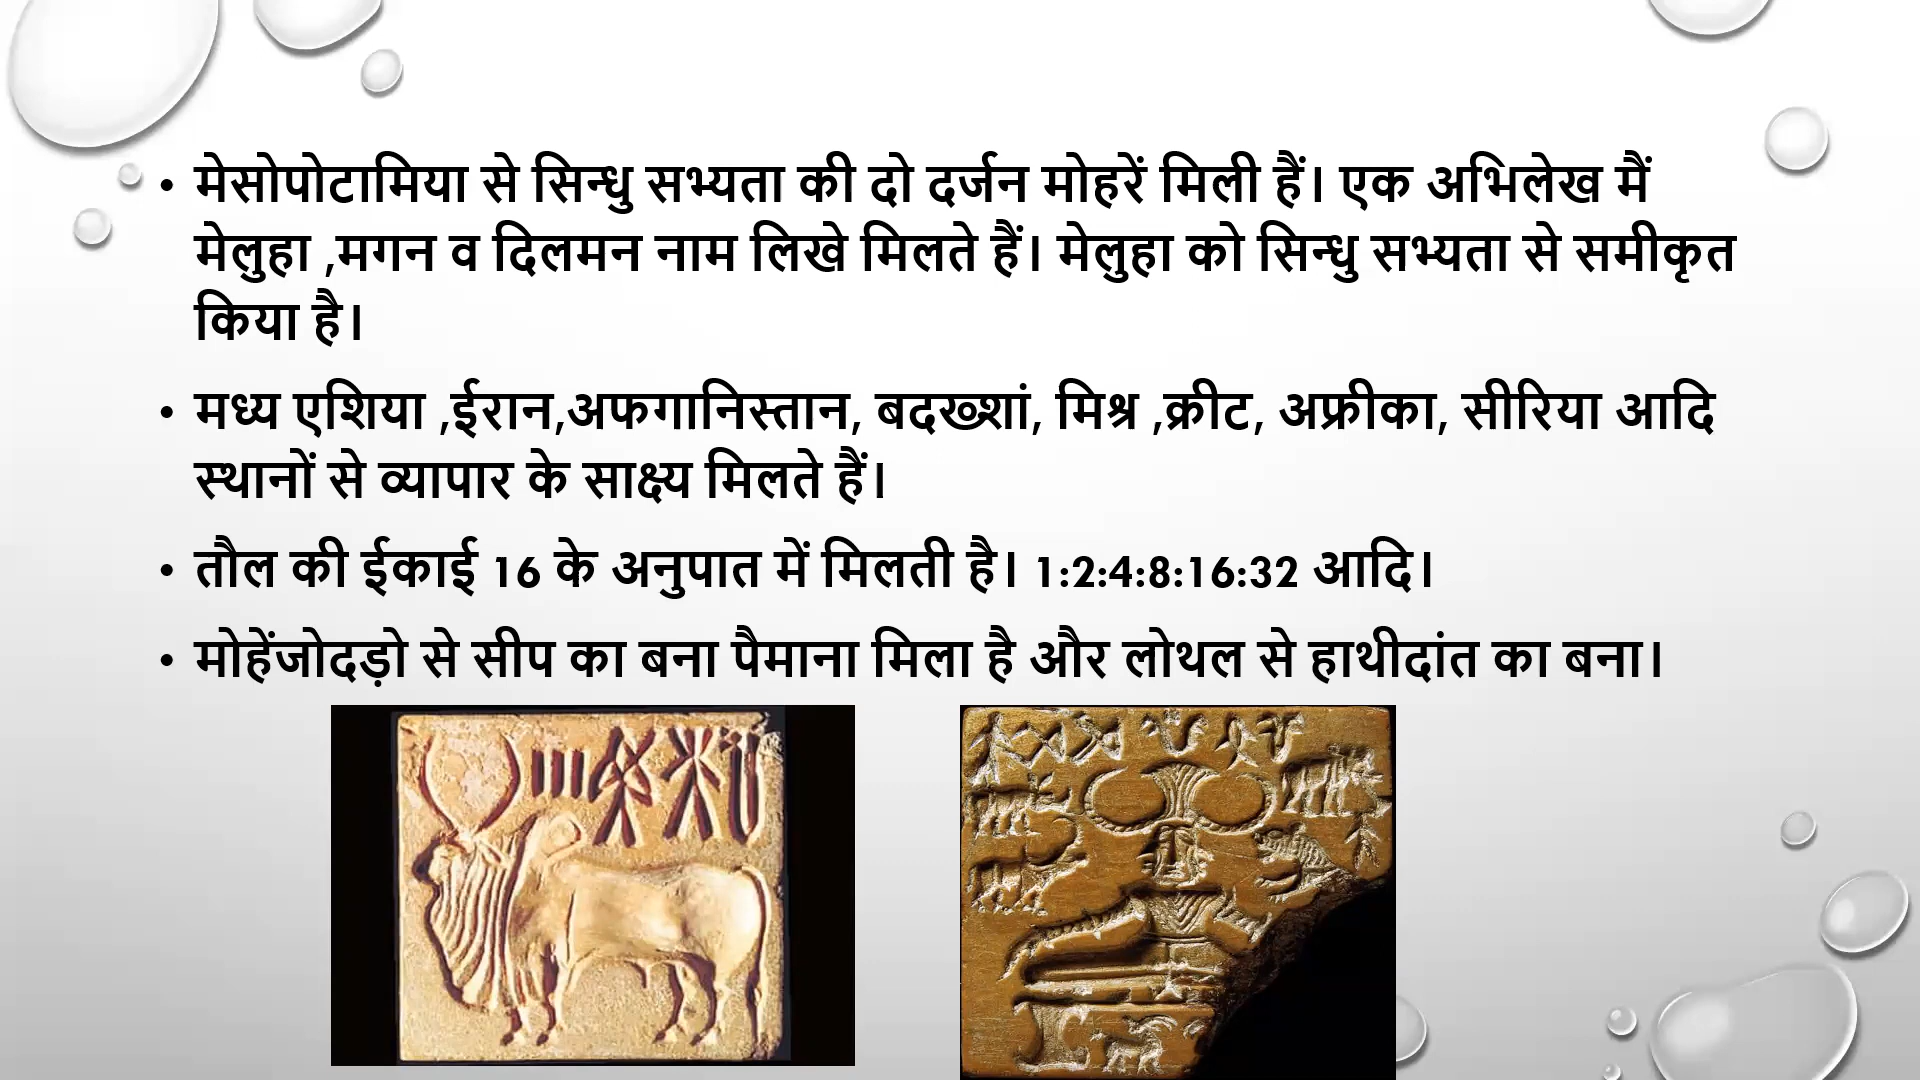 • मेसोपोटामिया से सिन्धु सभ्यता की दो दर्जन मोहरें मिली हैं। एक अभिलेख मैं
मेलुहा ,मगन व दिलमन नाम लिखे मिलते हैं। मेलुहा को सिन्धु सभ्यता से समीकृत
किया है।
• मध्य एशिया ,ईरान,अफगानिस्तान, बदख्शां, मिश्र ,क्रीट, अफ्रीका, सीरिया आदि
स्थानों से व्यापार के साक्ष्य मिलते हैं।
• तौल की ईकाई 16 के अनुपात में मिलती है। 1:2:4:8:16:32 आदि।
• मोहेंजोदड़ो से सीप का बना पैमाना मिला है और लोथल से हाथीदांत का बना।